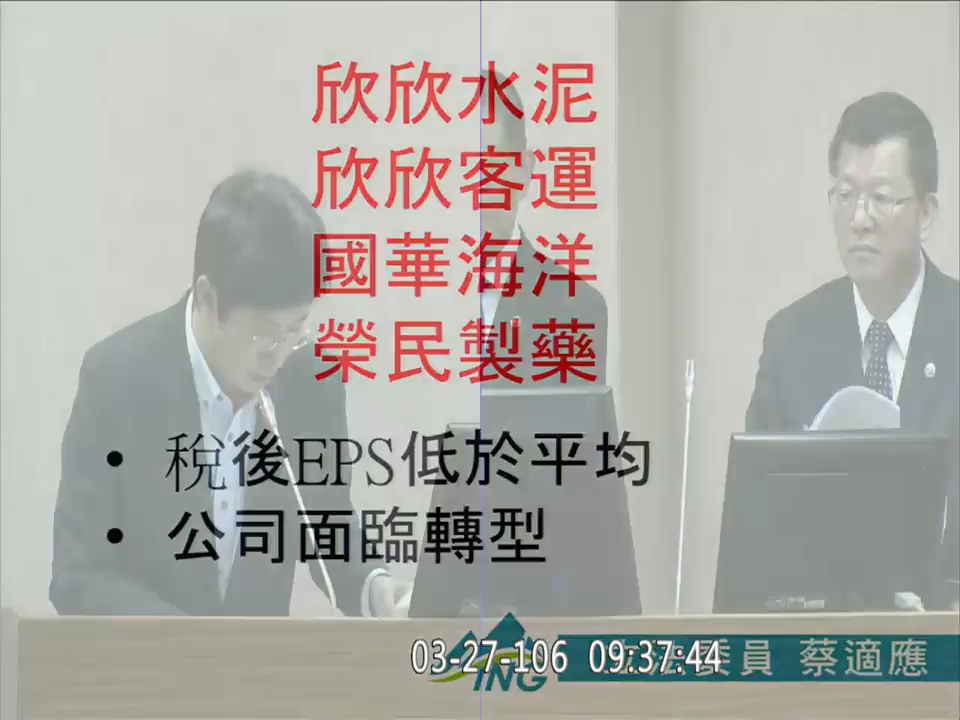 欣欣水泥
欣欣客運
國華海洋
榮民製藥
• 稅後EPS低於平均
• 公司面臨轉型
03-27-106 09:37:44
委員 蔡適應
ING